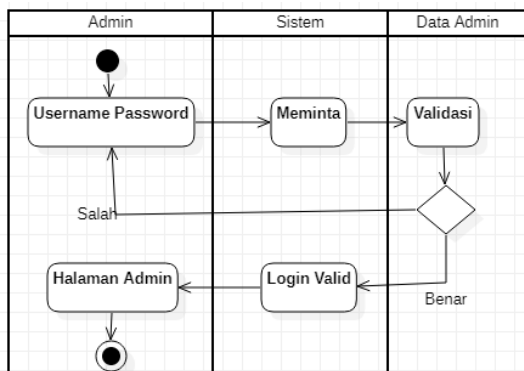 Admin
Sistem
Data Admin
Username Password
Meminta
Validasi
Salah
Halaman Admin
Login Valid
Benar